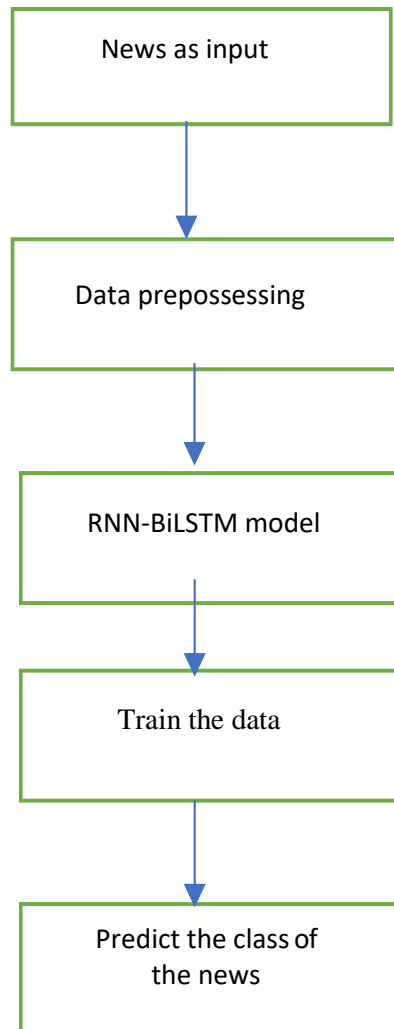 News as input
Data prepossessing
RNN-BiLSTM model
Train the data
Predict the class of
the news